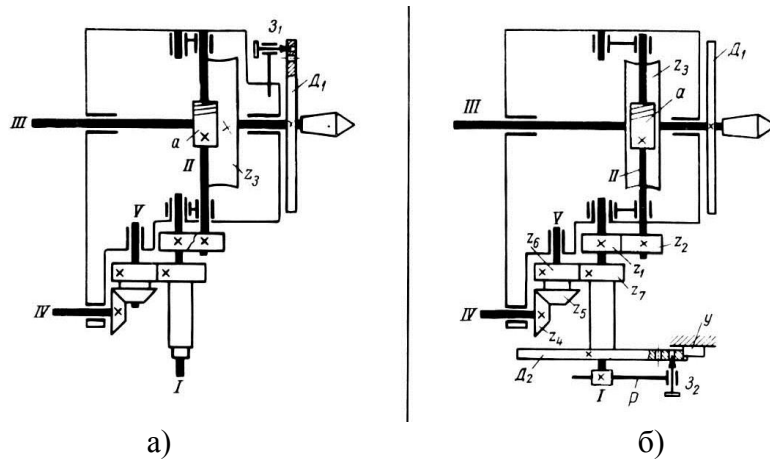 З₁
Д₁
III
a
II
z₃
V
IV
I
а)
z₃
Д₁
a
III
II
V
z₆
z₂
z₁
z₇
IV
z₅
z₄
У
Д₂
I
р
З₂
б)